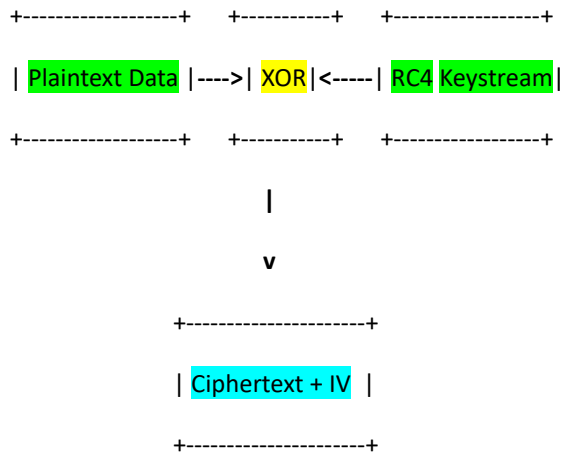 +-------------------+ +-----------+ +------------------+
| Plaintext Data |---->| XOR|<-----| RC4 Keystream|
+-------------------+ +-----------+ +------------------+
|
v
+----------------------+
| Ciphertext + IV |
+----------------------+